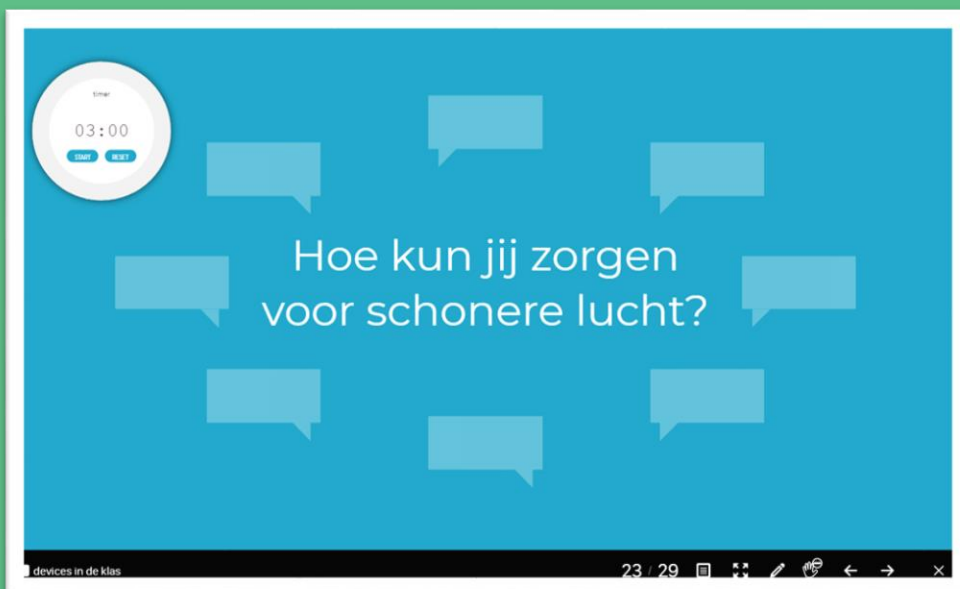 timer
03:00
START RESET
Hoe kun jij zorgen
voor schonere lucht?
devices in de klas
23 / 29